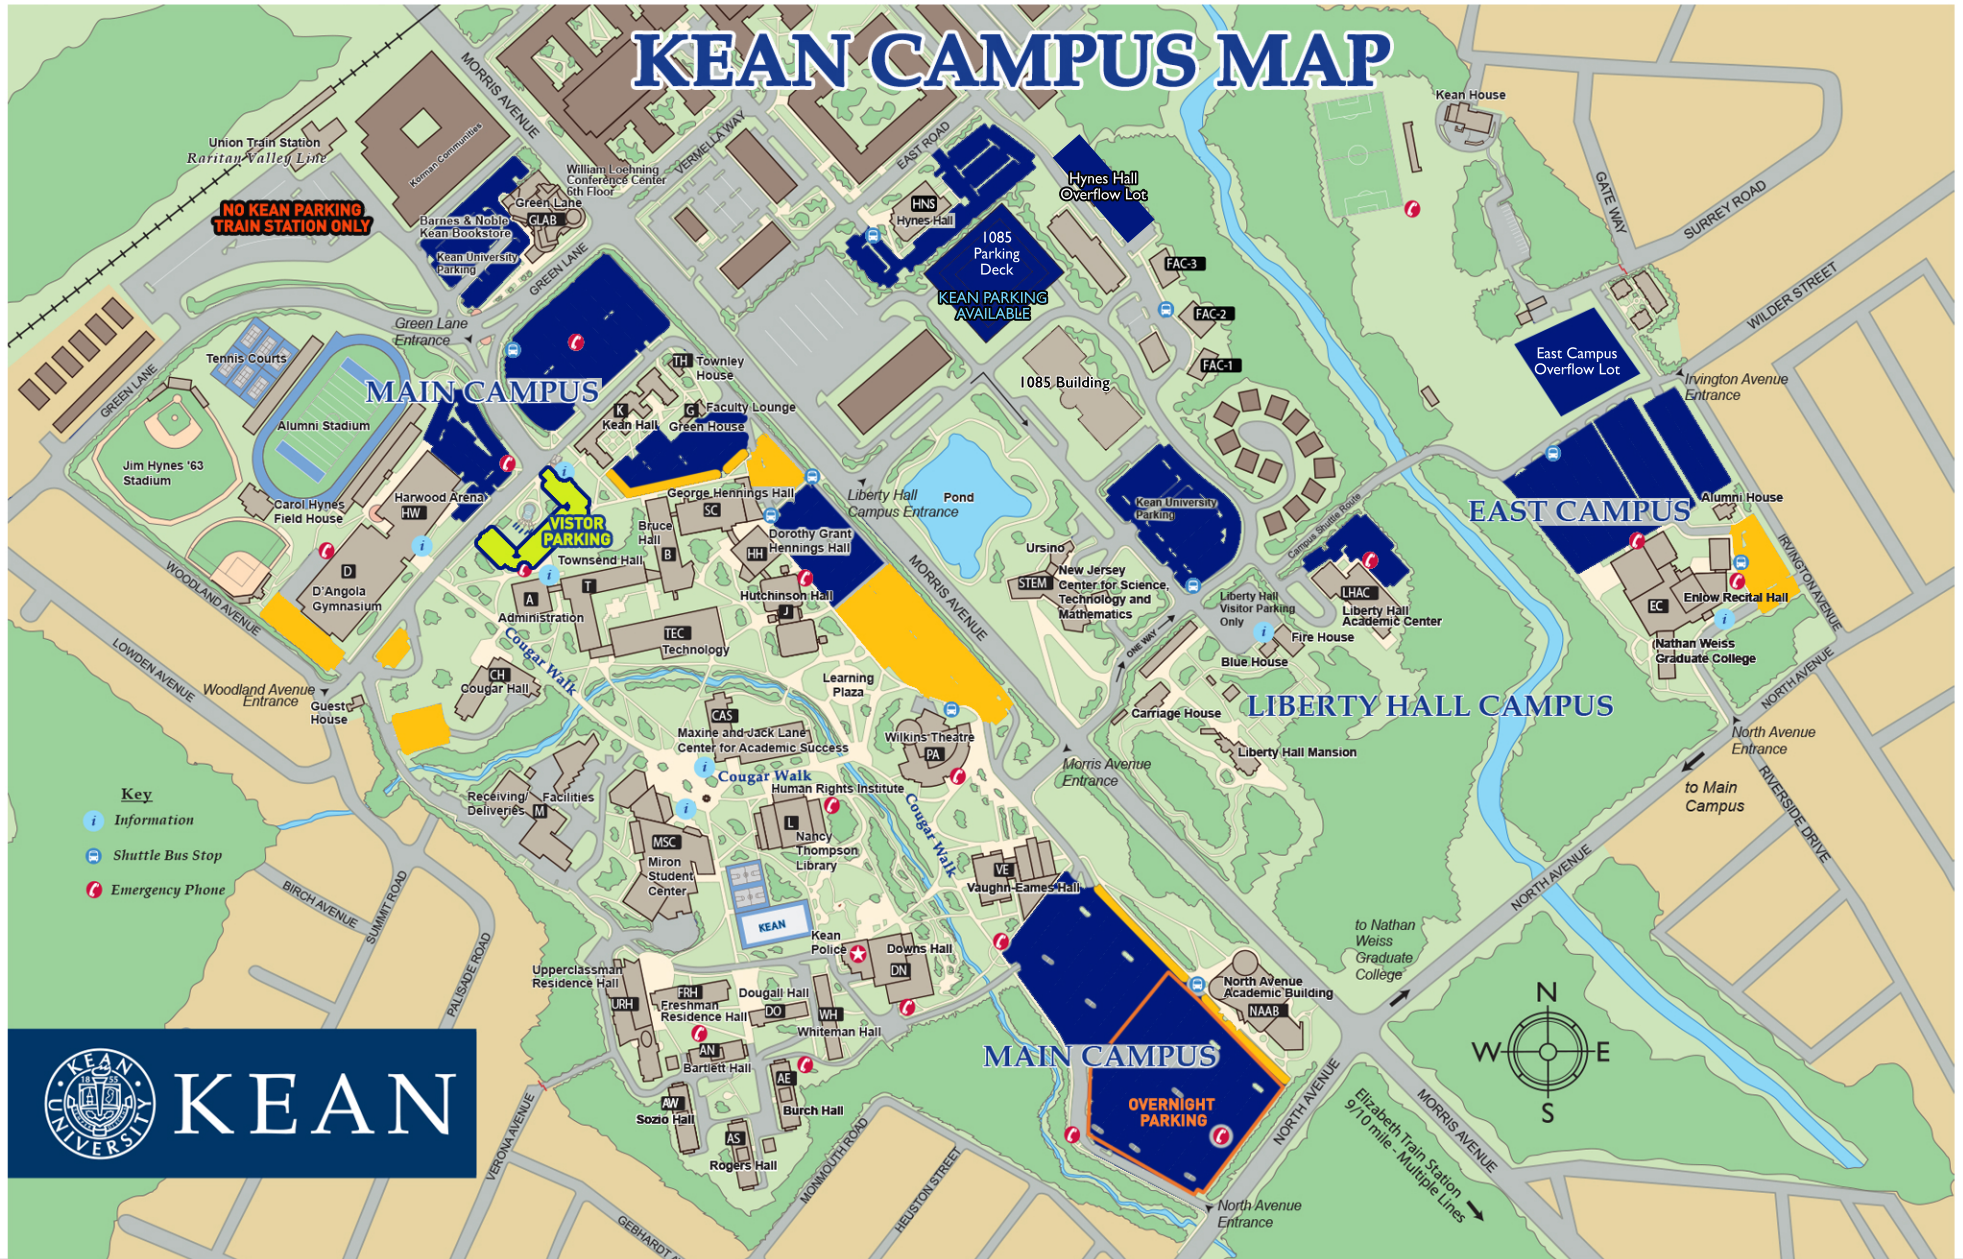 KEAN CAMPUS MAP
MORRIS AVENUE
Union Train Station
Raritan Valley Line
NO KEAN PARKING
TRAIN STATION ONLY
Korman Communities
VERMELLA WAY
EAST ROAD
William Loehning
Conference Center
6th Floor
Green Lane
GLAB
Barnes & Noble
Kean Bookstore
Kean University
Parking
GREEN LANE
HNS
Hynes Hall
Hynes Hall
Overflow Lot
1085
Parking
Deck
KEAN PARKING
AVAILABLE
FAC-3
FAC-2
FAC-1
Kean House
GATE WAY
SURREY ROAD
WILDER STREET
East Campus
Overflow Lot
Irvington Avenue
Entrance
Green Lane
Entrance
Tennis Courts
MAIN CAMPUS
Alumni Stadium
GREEN LANE
Jim Hynes '63
Stadium
Carol Hynes
Field House
Harwood Arena
HW
D
D'Angola
Gymnasium
TH
Townley
House
K
Kean Hall
G
Faculty Lounge
Green House
1085 Building
Pond
Liberty Hall
Campus Entrance
George Hennings Hall
SC
Bruce
Hall
B
HH
Dorothy Grant
Hennings Hall
VISTOR
PARKING
Townsend Hall
T
A
Administration
Hutchinson Hall
J
TEC
Technology
Cougar Walk
CH
Cougar Hall
WOODLAND AVENUE
LOWDEN AVENUE
Woodland Avenue
Entrance
Guest
House
MORRIS AVENUE
Ursino
STEM
New Jersey
Center for Science,
Technology and
Mathematics
Kean University
Parking
Campus Shuttle Route
ONE WAY
Liberty Hall
Visitor Parking
Only
LHAC
Liberty Hall
Academic Center
Fire House
Blue House
Carriage House
LIBERTY HALL CAMPUS
Liberty Hall Mansion
EAST CAMPUS
Alumni House
IRVINGTON AVENUE
EC
Enlow Recital Hall
Nathan Weiss
Graduate College
NORTH AVENUE
North Avenue
Entrance
to Main
Campus
RIVERSIDE DRIVE
Learning
Plaza
CAS
Maxine and Jack Lane
Center for Academic Success
Cougar Walk
Wilkins Theatre
PA
Morris Avenue
Entrance
Human Rights Institute
Cougar Walk
L
Nancy
Thompson
Library
Receiving/
Deliveries
Facilities
M
MSC
Miron
Student
Center
KEAN
VE
Vaughn-Eames Hall
Key
Information
Shuttle Bus Stop
Emergency Phone
BIRCH AVENUE
SUMMIT ROAD
PALISADE ROAD
Kean
Police
Downs Hall
DN
Upperclassman
Residence Hall
URH
FRH
Freshman
Residence Hall
Dougall Hall
DO
WH
Whiteman Hall
AN
Bartlett Hall
AE
Burch Hall
AW
Sozio Hall
AS
Rogers Hall
North Avenue
Academic Building
NAAB
MAIN CAMPUS
OVERNIGHT
PARKING
North Avenue
Entrance
NORTH AVENUE
to Nathan
Weiss
Graduate
College
NORTH AVENUE
N
W
E
S
MORRIS AVENUE
Elizabeth Train Station
9/10 mile - Multiple Lines
KEAN
UNIVERSITY
1855
KEAN
VERONA AVENUE
MONMOUTH ROAD
HEUSTON STREET
GEBHARDT A